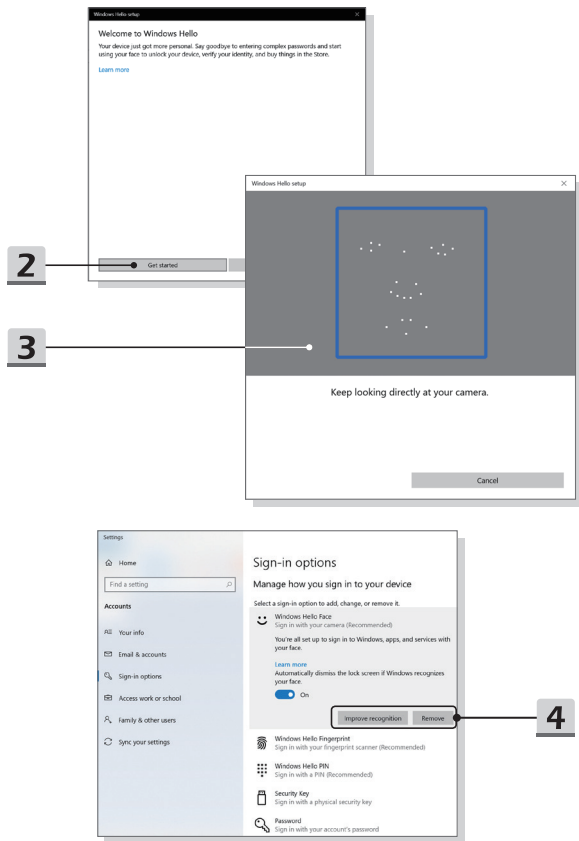 Windows Hello setup
Welcome to Windows Hello
Your device just got more personal. Say goodbye to entering complex passwords and start
using your face to unlock your device, verify your identity, and buy things in the Store.
Learn more
2
Get started
Windows Hello setup
3
Keep looking directly at your camera.
Cancel
Settings
Home
Find a setting
Accounts
Your info
Email & accounts
Sign-in options
Access work or school
Family & other users
Sync your settings
Sign-in options
Manage how you sign in to your device
Select a sign-in option to add, change, or remove it.
Windows Hello Face
Sign in with your camera (Recommended)
You're all set up to sign in to Windows, apps, and services with
your face.
Learn more
Automatically dismiss the lock screen if Windows recognizes
your face.
On
Improve recognition
Remove
4
Windows Hello Fingerprint
Sign in with your fingerprint scanner (Recommended)
Windows Hello PIN
Sign in with a PIN (Recommended)
Security Key
Sign in with a physical security key
Password
Sign in with your account's password